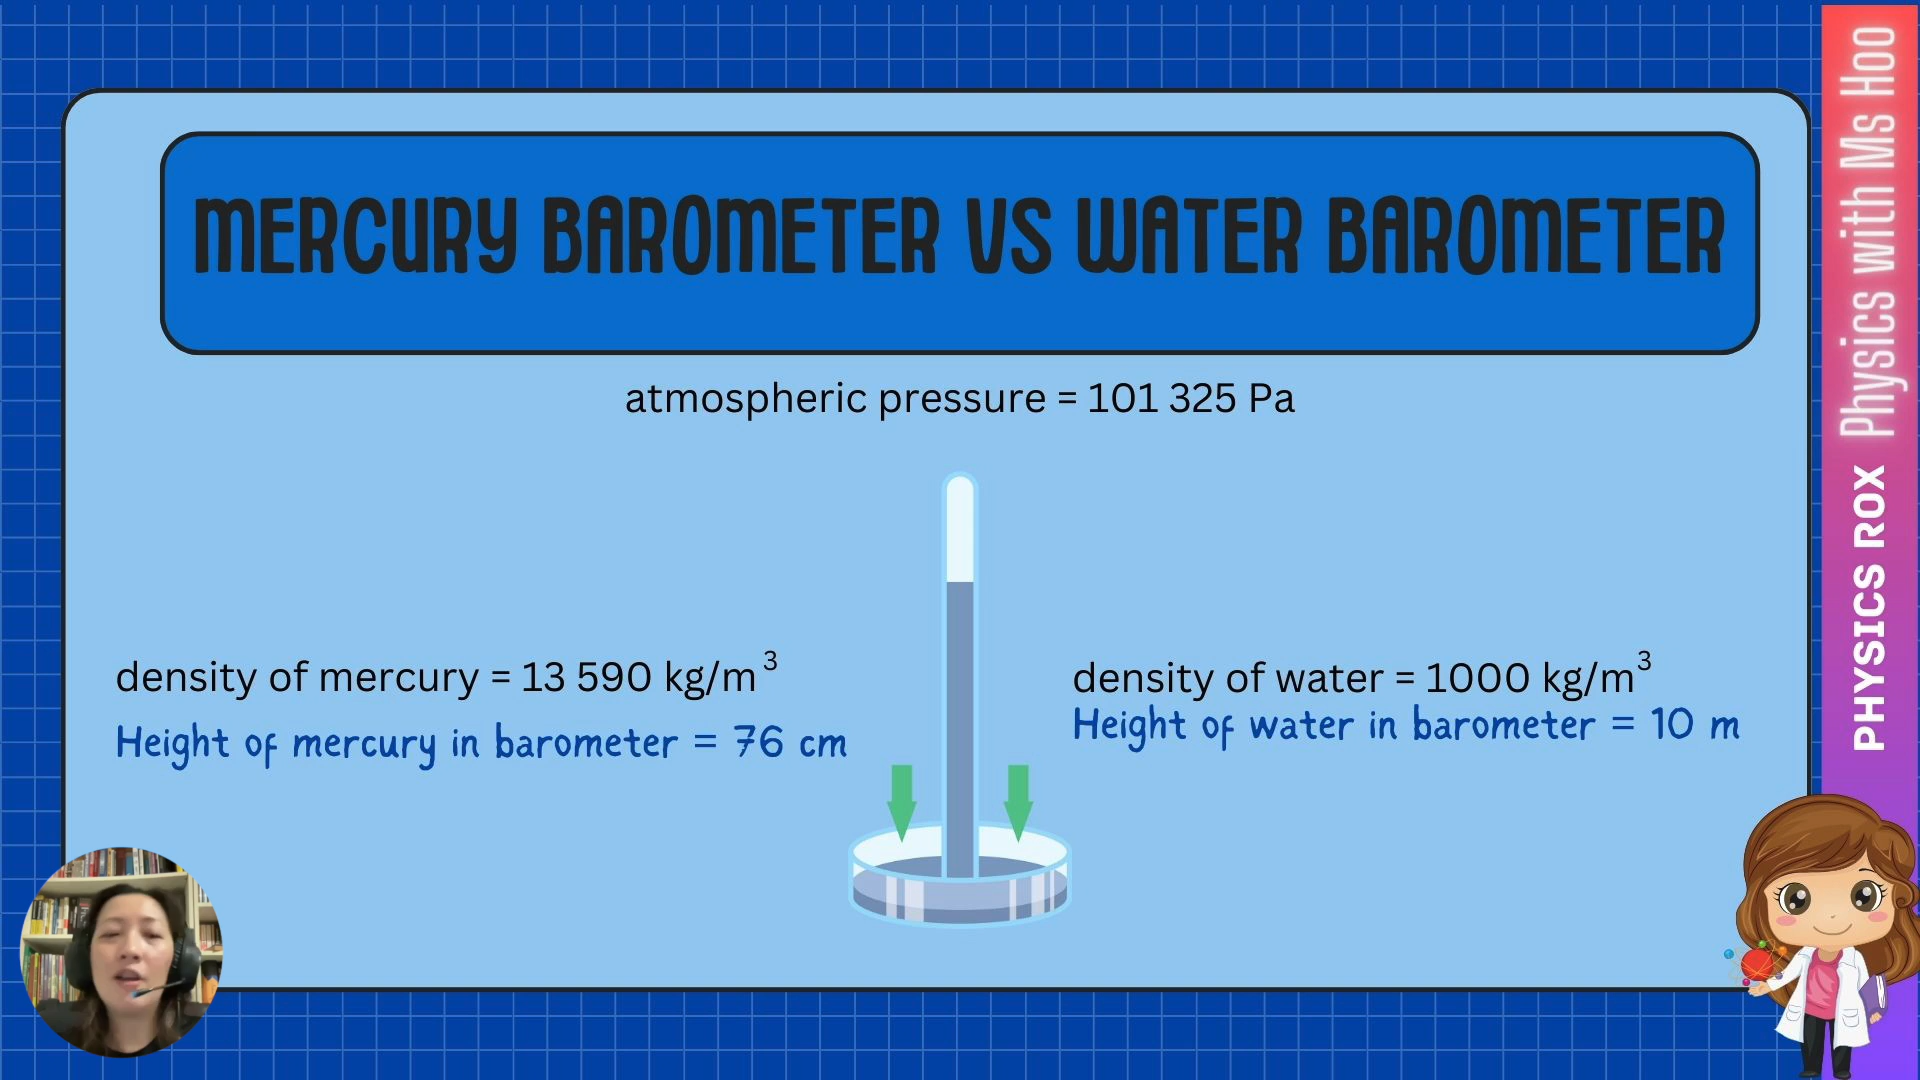 MERCURY BAROMETER VS WATER BAROMETER
atmospheric pressure = 101 325 Pa
density of mercury = 13 590 kg/m³
Height of mercury in barometer = 76 cm
density of water = 1000 kg/m³
Height of water in barometer = 10 m
PHYSICS ROX Physics with Ms Hoo